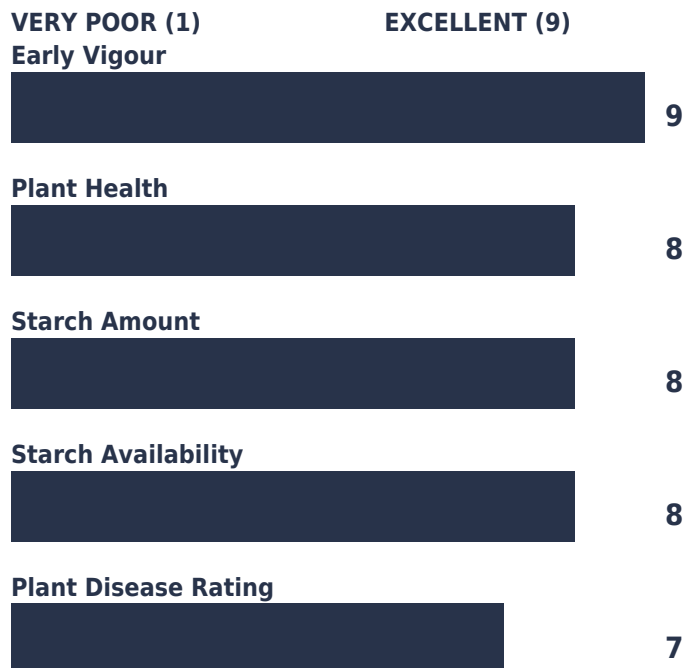 VERY POOR (1) EXCELLENT (9)
Early Vigour
9
Plant Health
8
Starch Amount
8
Starch Availability
8
Plant Disease Rating
7